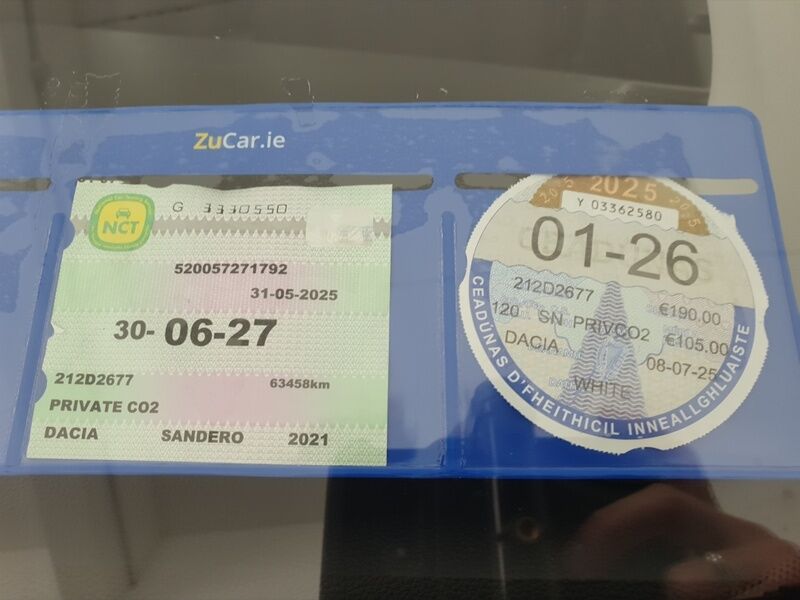 ZuCar.ie
NCT
G 3330550
520057271792
31-05-2025
30- 06-27
212D2677
63458km
PRIVATE CO2
DACIA SANDERO 2021
2025 2025 2025
Y 03362580
01-26
212D2677 €190.00
120 SN PRIVCO2 €105.00
DACIA 08-07-25
WHITE
CEADÚNAS D'FHEITHICIL INNEALLGHLUAISTE